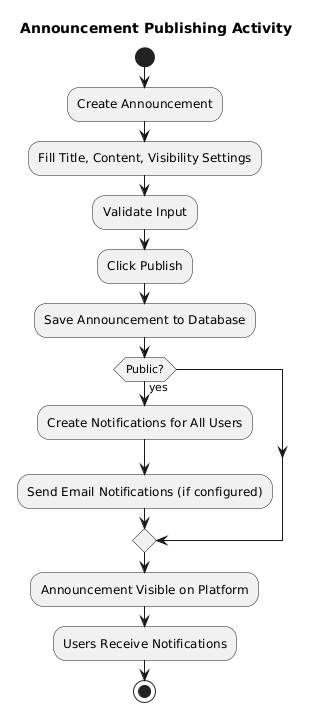 Announcement Publishing Activity
Create Announcement
Fill Title, Content, Visibility Settings
Validate Input
Click Publish
Save Announcement to Database
Public?
yes
Create Notifications for All Users
Send Email Notifications (if configured)
Announcement Visible on Platform
Users Receive Notifications